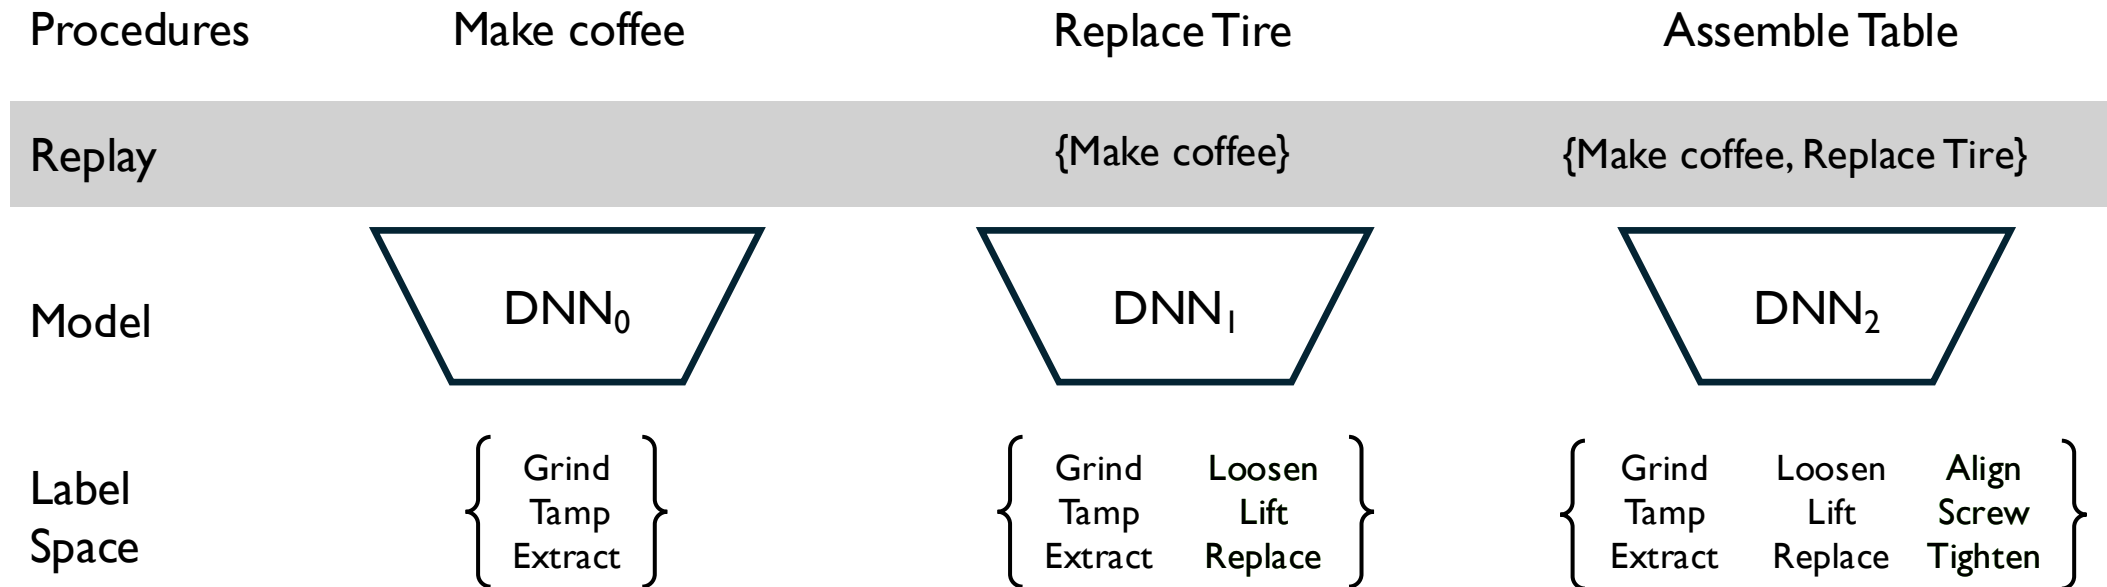 Procedures Make coffee Replace Tire Assemble Table
Replay {Make coffee} {Make coffee, Replace Tire}
Model DNN₀ DNN₁ DNN₂
Label Space
Grind
Tamp
Extract
Grind Loosen
Tamp Lift
Extract Replace
Grind Loosen Align
Tamp Lift Screw
Extract Replace Tighten